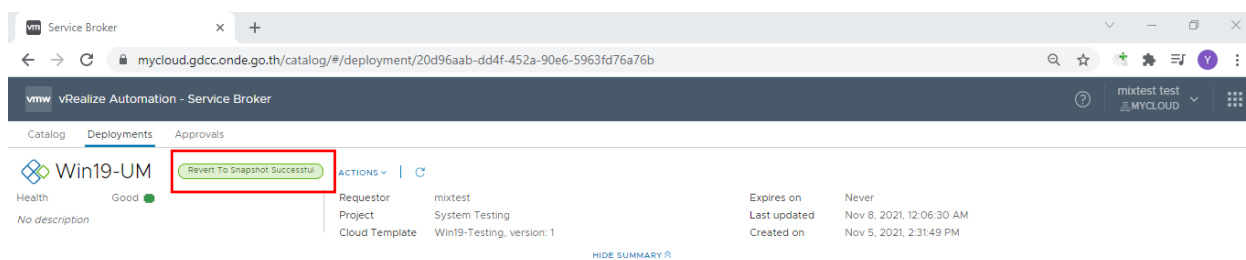 vm Service Broker
mycloud.gdcc.onde.go.th/catalog/#/deployment/20d96aab-dd4f-452a-90e6-5963fd76a76b
Y
vmw vRealize Automation - Service Broker
mixtest test
MYCLOUD
Catalog Deployments Approvals
Win19-UM Revert To Snapshot Successful ACTIONS
Health Good Requestor mixtest Expires on Never
No description Project System Testing Last updated Nov 8, 2021, 12:06:30 AM
Cloud Template Win19-Testing, version: 1 Created on Nov 5, 2021, 2:31:49 PM
HIDE SUMMARY